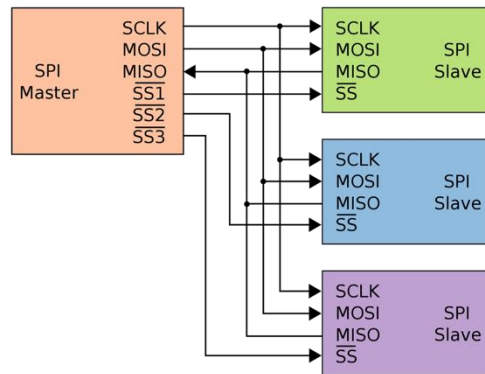 SCLK
MOSI
SPI MISO
Master SS1
SS2
SS3
SCLK
MOSI SPI
MISO Slave
SS
SCLK
MOSI SPI
MISO Slave
SS
SCLK
MOSI SPI
MISO Slave
SS